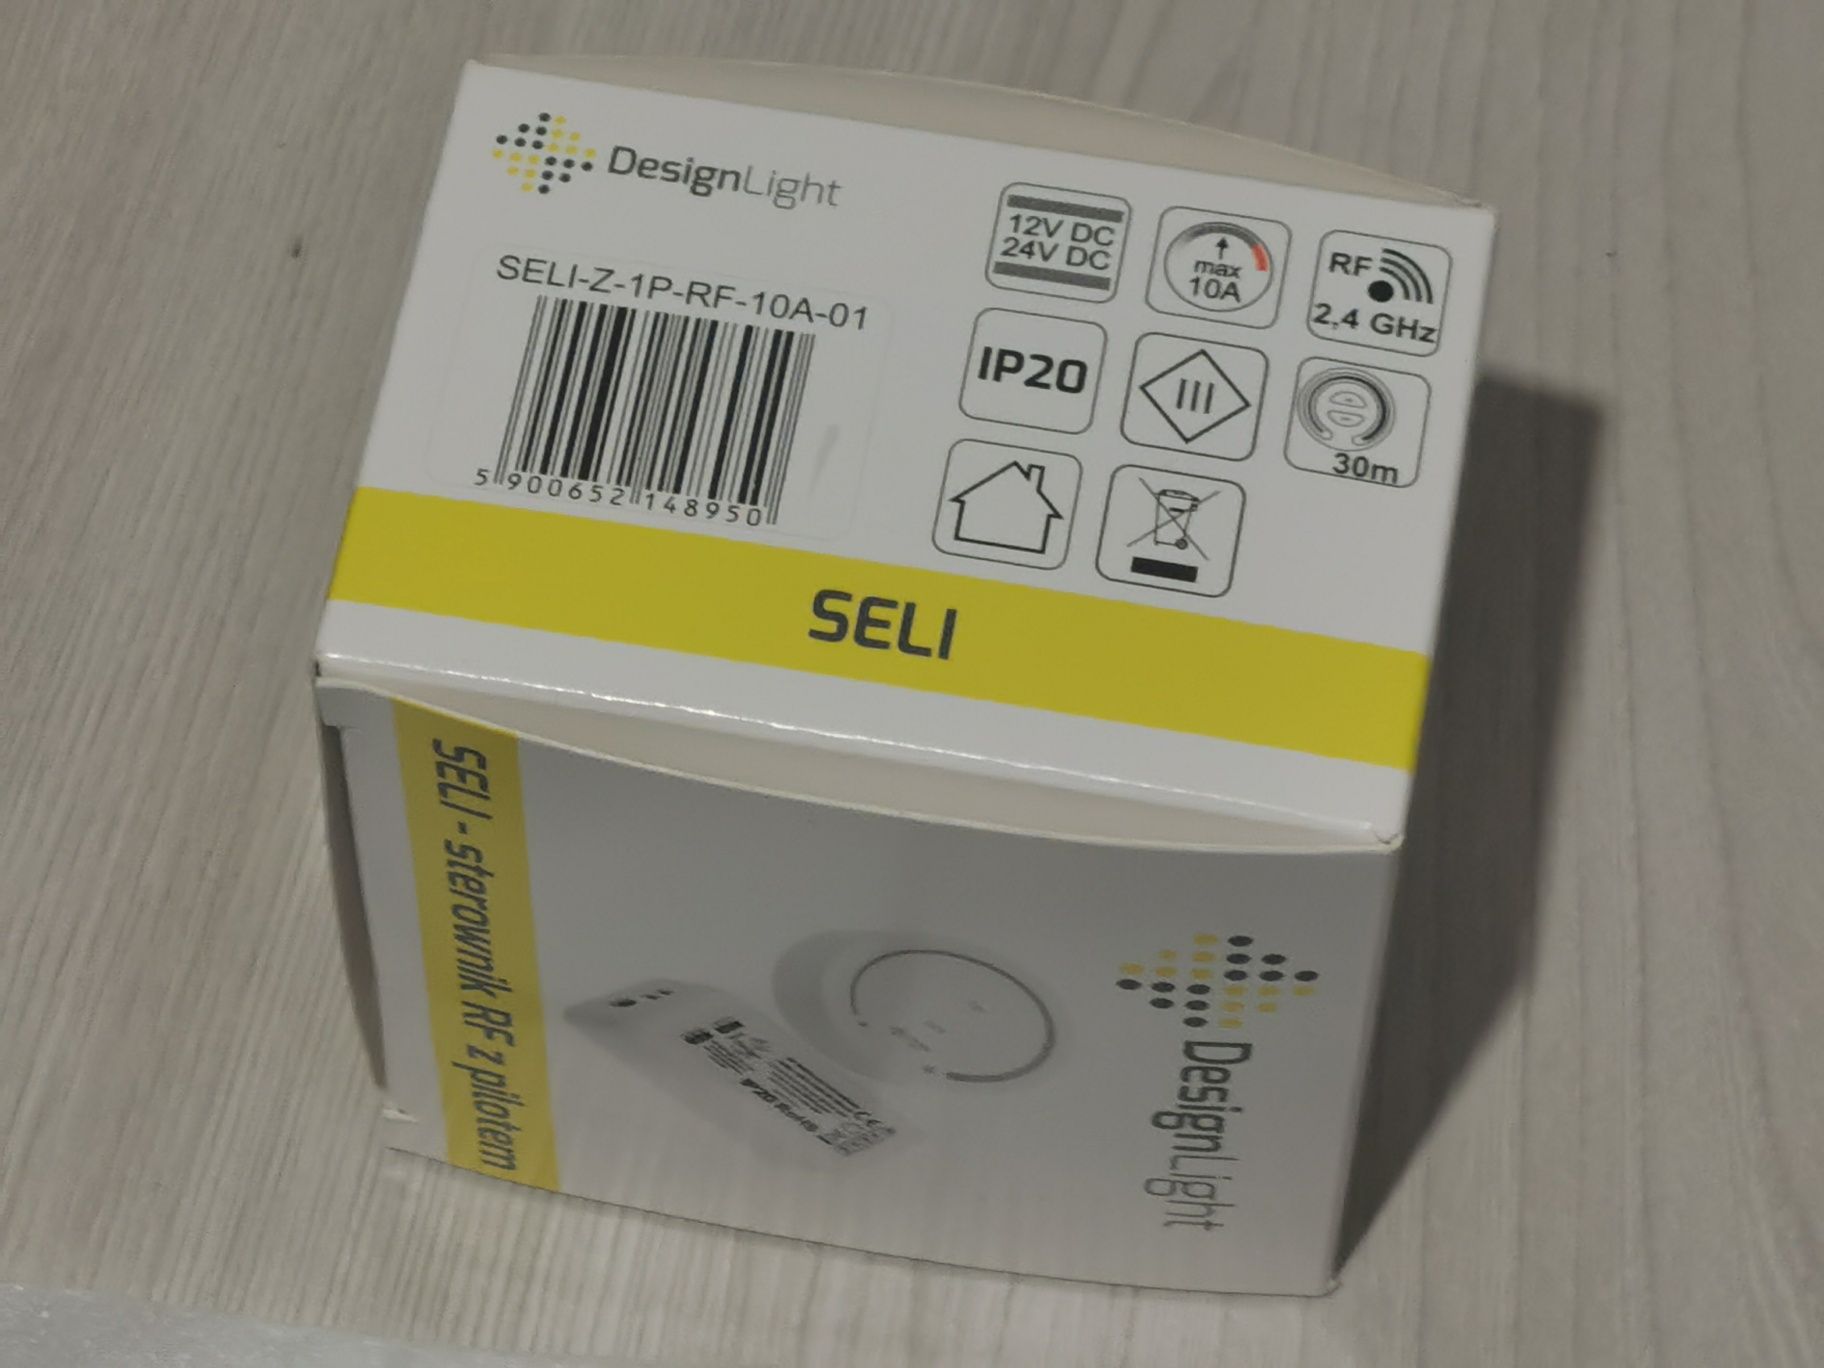 DesignLight
SELI-Z-1P-RF-10A-01
5 900652 148950
12V DC
24V DC
max
10A
RF
2,4 GHz
IP20
III
30m
SELI
SELI - sterownik RF z pilotem
DesignLight